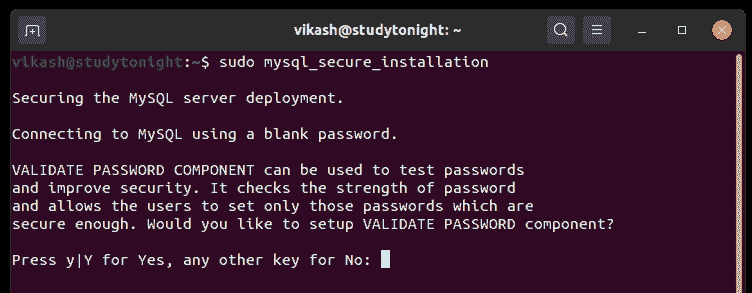 vikash@studytonight: ~
vikash@studytonight:~$ sudo mysql_secure_installation
Securing the MySQL server deployment.
Connecting to MySQL using a blank password.
VALIDATE PASSWORD COMPONENT can be used to test passwords
and improve security. It checks the strength of password
and allows the users to set only those passwords which are
secure enough. Would you like to setup VALIDATE PASSWORD component?
Press y|Y for Yes, any other key for No: